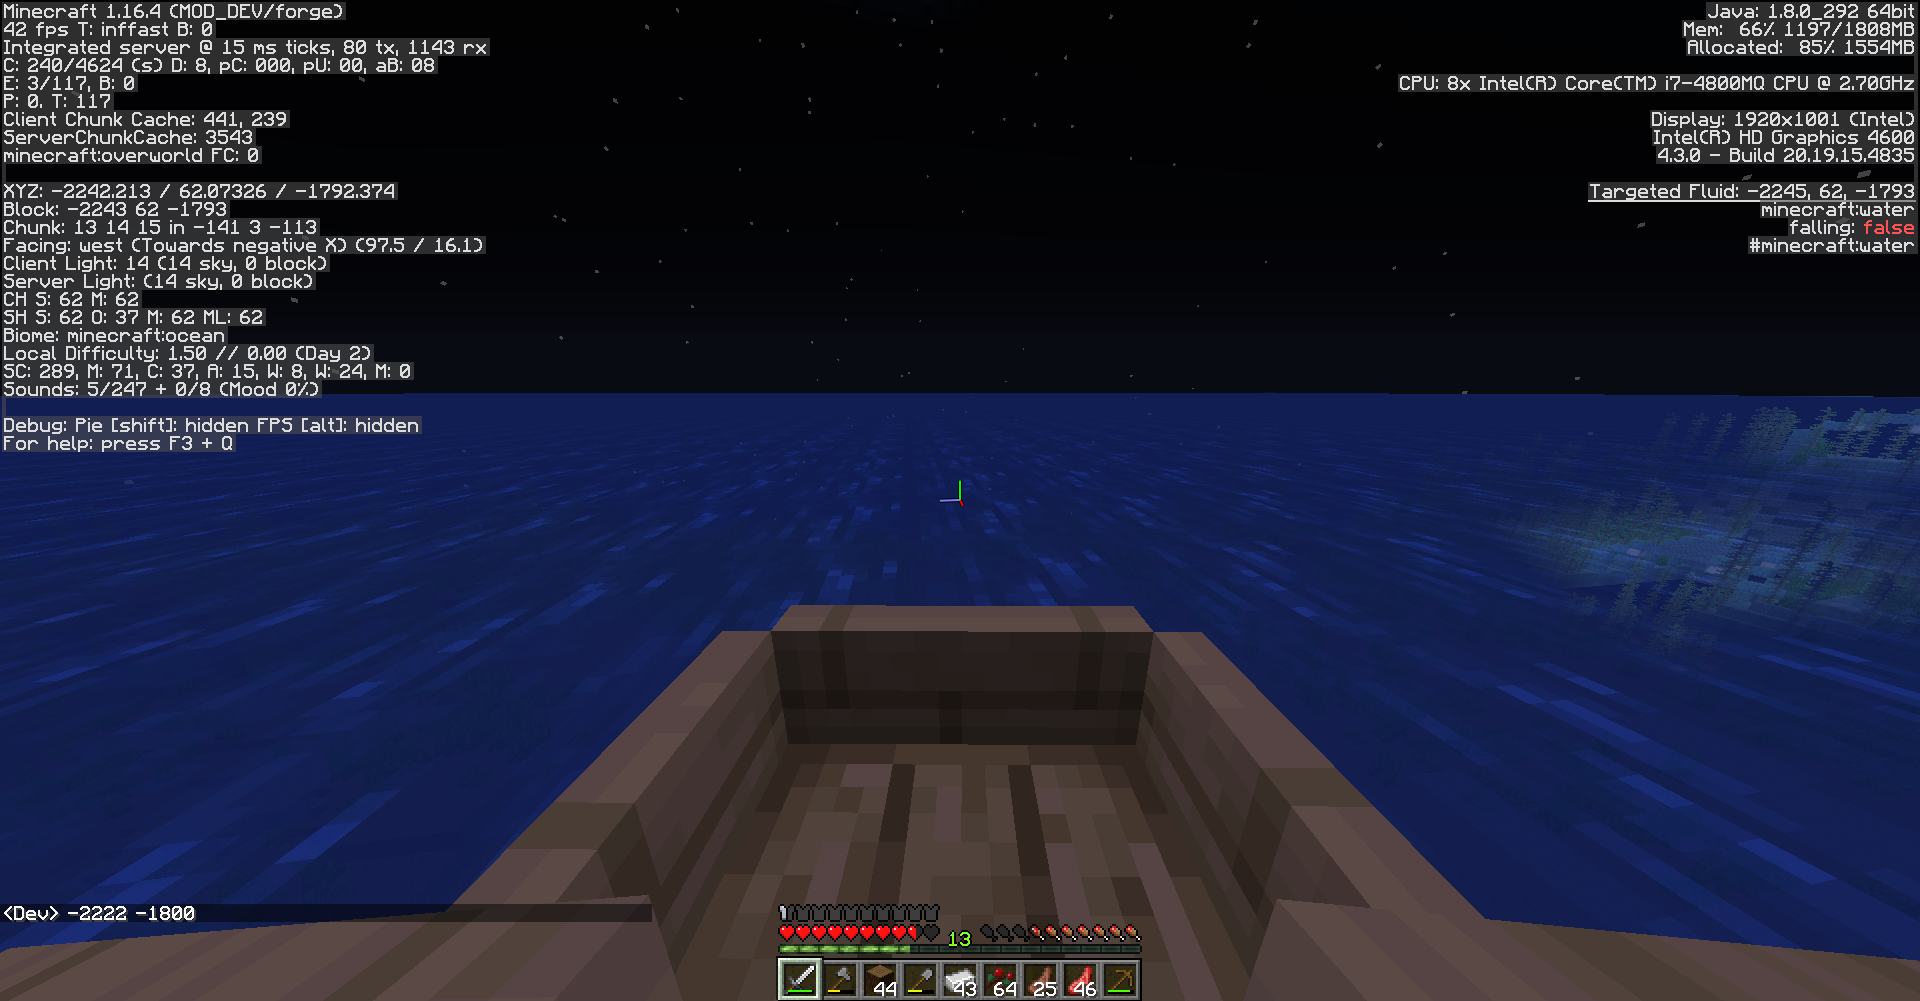 Minecraft 1.16.4 (MOD_DEV/forge)
42 fps T: inffast B: 0
Integrated server @ 15 ms ticks, 80 tx, 1143 rx
C: 240/4624 (s) D: 8, pC: 000, pU: 00, aB: 08
E: 3/117, B: 0
P: 0. T: 117
Client Chunk Cache: 441, 239
ServerChunkCache: 3543
minecraft:overworld FC: 0
XYZ: -2242.213 / 62.07326 / -1792.374
Block: -2243 62 -1793
Chunk: 13 14 15 in -141 3 -113
Facing: west (Towards negative X) (97.5 / 16.1)
Client Light: 14 (14 sky, 0 block)
Server Light: (14 sky, 0 block)
CH S: 62 M: 62
SH S: 62 O: 37 M: 62 ML: 62
Biome: minecraft:ocean
Local Difficulty: 1.50 // 0.00 (Day 2)
SC: 289, M: 71, C: 37, A: 15, W: 8, W: 24, M: 0
Sounds: 5/247 + 0/8 (Mood 0%)
Debug: Pie [shift]: hidden FPS [alt]: hidden
For help: press F3 + Q
Java: 1.8.0_292 64bit
Mem: 66% 1197/1808MB
Allocated: 85% 1554MB
CPU: 8x Intel(R) Core(TM) i7-4800MQ CPU @ 2.70GHz
Display: 1920x1001 (Intel)
Intel(R) HD Graphics 4600
4.3.0 - Build 20.19.15.4835
Targeted Fluid: -2245, 62, -1793
minecraft:water
falling: false
#minecraft:water
<Dev> -2222 -1800
13
44 43 64 25 46